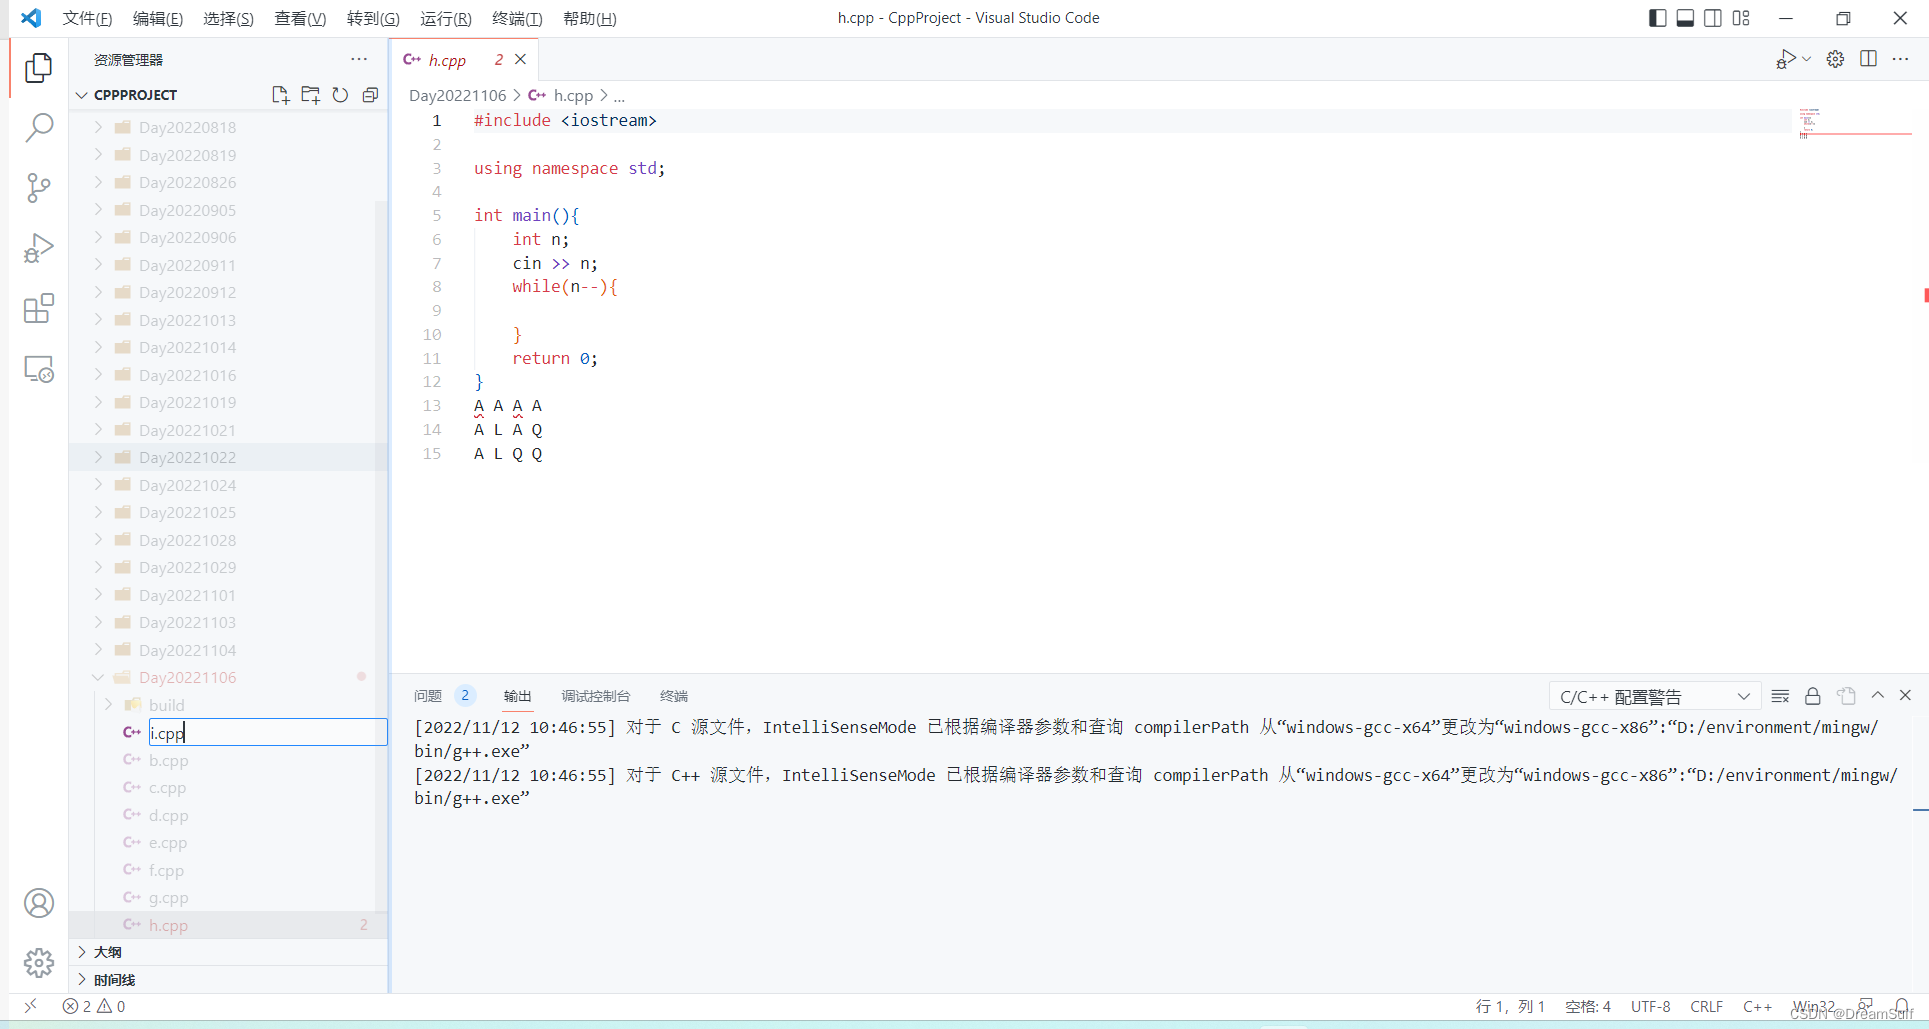 文件(F) 编辑(E) 选择(S) 查看(V) 转到(G) 运行(R) 终端(T) 帮助(H)
h.cpp - CppProject - Visual Studio Code
资源管理器
CPPPROJECT
Day20220818
Day20220819
Day20220826
Day20220905
Day20220906
Day20220911
Day20220912
Day20221013
Day20221014
Day20221016
Day20221019
Day20221021
Day20221022
Day20221024
Day20221025
Day20221028
Day20221029
Day20221101
Day20221103
Day20221104
Day20221106
build
i.cpp
b.cpp
c.cpp
d.cpp
e.cpp
f.cpp
g.cpp
h.cpp 2
大纲
时间线
C++ h.cpp 2
Day20221106 > C++ h.cpp > ...
1 #include <iostream>
2
3 using namespace std;
4
5 int main(){
6 int n;
7 cin >> n;
8 while(n--){
9
10 }
11 return 0;
12 }
13 A A A A
14 A L A Q
15 A L Q Q
问题 2 输出 调试控制台 终端
C/C++ 配置警告
[2022/11/12 10:46:55] 对于 C 源文件，IntelliSenseMode 已根据编译器参数和查询 compilerPath 从“windows-gcc-x64”更改为“windows-gcc-x86”:“D:/environment/mingw/
bin/g++.exe”
[2022/11/12 10:46:55] 对于 C++ 源文件，IntelliSenseMode 已根据编译器参数和查询 compilerPath 从“windows-gcc-x64”更改为“windows-gcc-x86”:“D:/environment/mingw/
bin/g++.exe”
2 0
行 1，列 1 空格: 4 UTF-8 CRLF C++ Win32
CSDN @DreamSuff